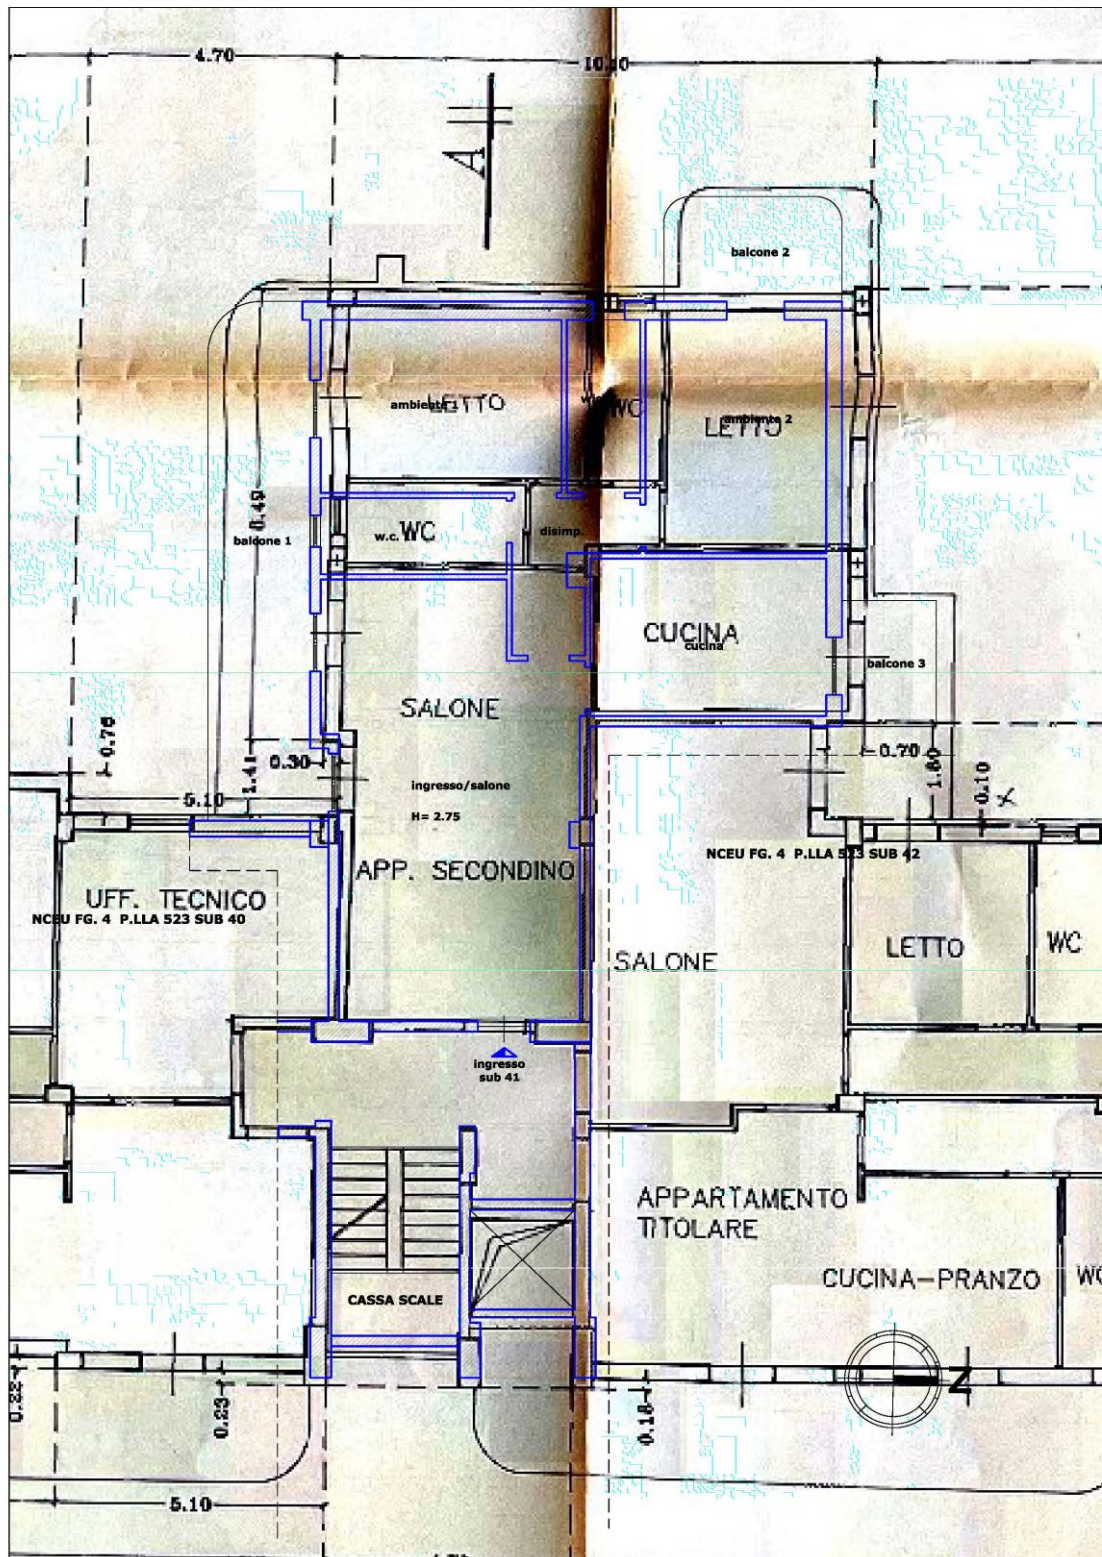 4.70
10.10
A
balcone 2
LETTO
ambiente 1
WC
LETTO
ambiente 2
8.49
balcone 1
w.c.
WC
disimp.
CUCINA
cucina
balcone 3
SALONE
0.76
1.41
0.30
0.70
1.80
0.10
5.10
ingresso/salone
H= 2.75
NCEU FG. 4 P.LLA 523 SUB 42
APP. SECONDINO
UFF. TECNICO
NCEU FG. 4 P.LLA 523 SUB 40
SALONE
LETTO
WC
ingresso
sub 41
APPARTAMENTO
TITOLARE
CUCINA-PRANZO
WC
CASSA SCALE
N
0.22
0.23
0.18
5.10